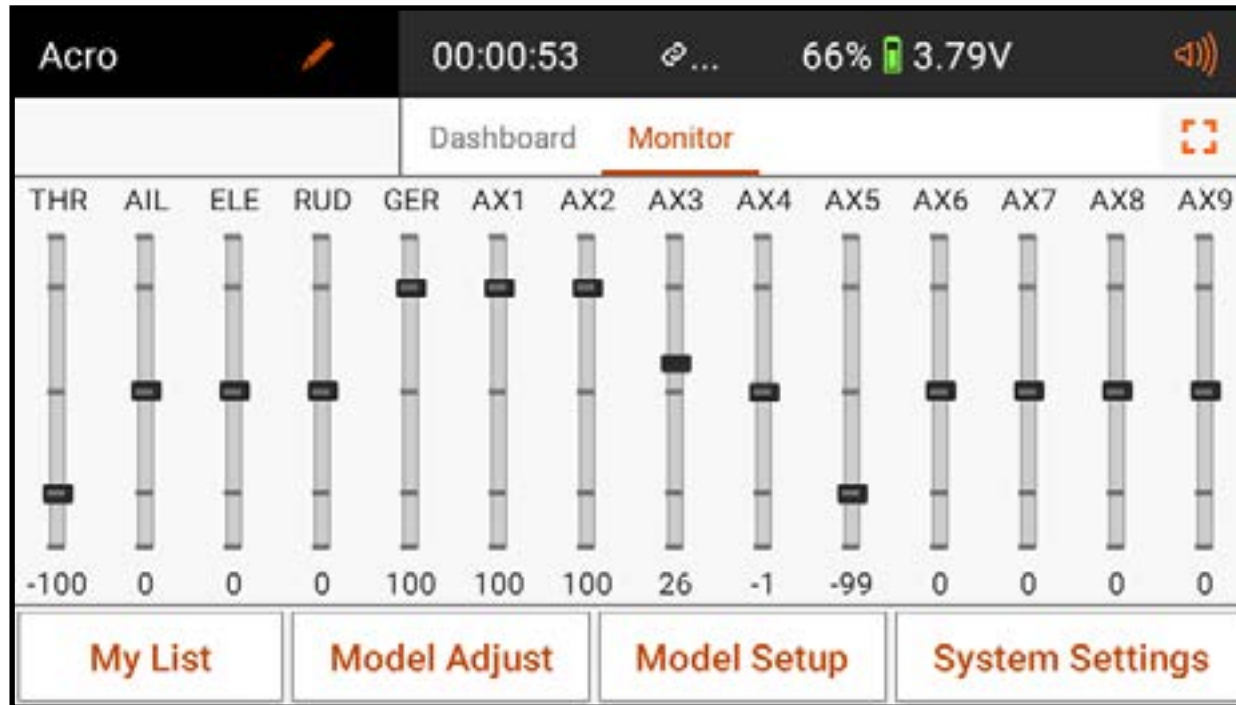 Acro 00:00:53 ... 66% 3.79V
Dashboard Monitor
THR AIL ELE RUD GER AX1 AX2 AX3 AX4 AX5 AX6 AX7 AX8 AX9
-100 0 0 0 100 100 100 26 -1 -99 0 0 0 0
My List Model Adjust Model Setup System Settings